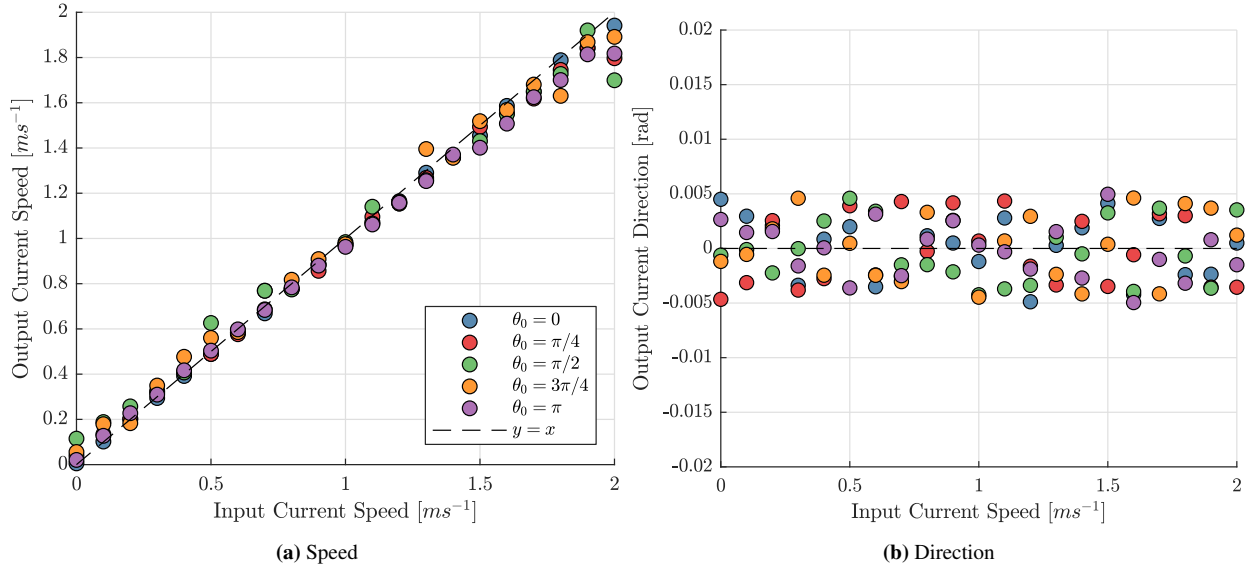 2
1.8
1.6
1.4
1.2
1
0.8
0.6
0.4
0.2
0
Output Current Speed [ms⁻¹]
0 0.5 1 1.5 2
Input Current Speed [ms⁻¹]
θ₀ = 0
θ₀ = π/4
θ₀ = π/2
θ₀ = 3π/4
θ₀ = π
y = x
(a) Speed
0.02
0.015
0.01
0.005
0
-0.005
-0.01
-0.015
-0.02
Output Current Direction [rad]
0 0.5 1 1.5 2
Input Current Speed [ms⁻¹]
(b) Direction